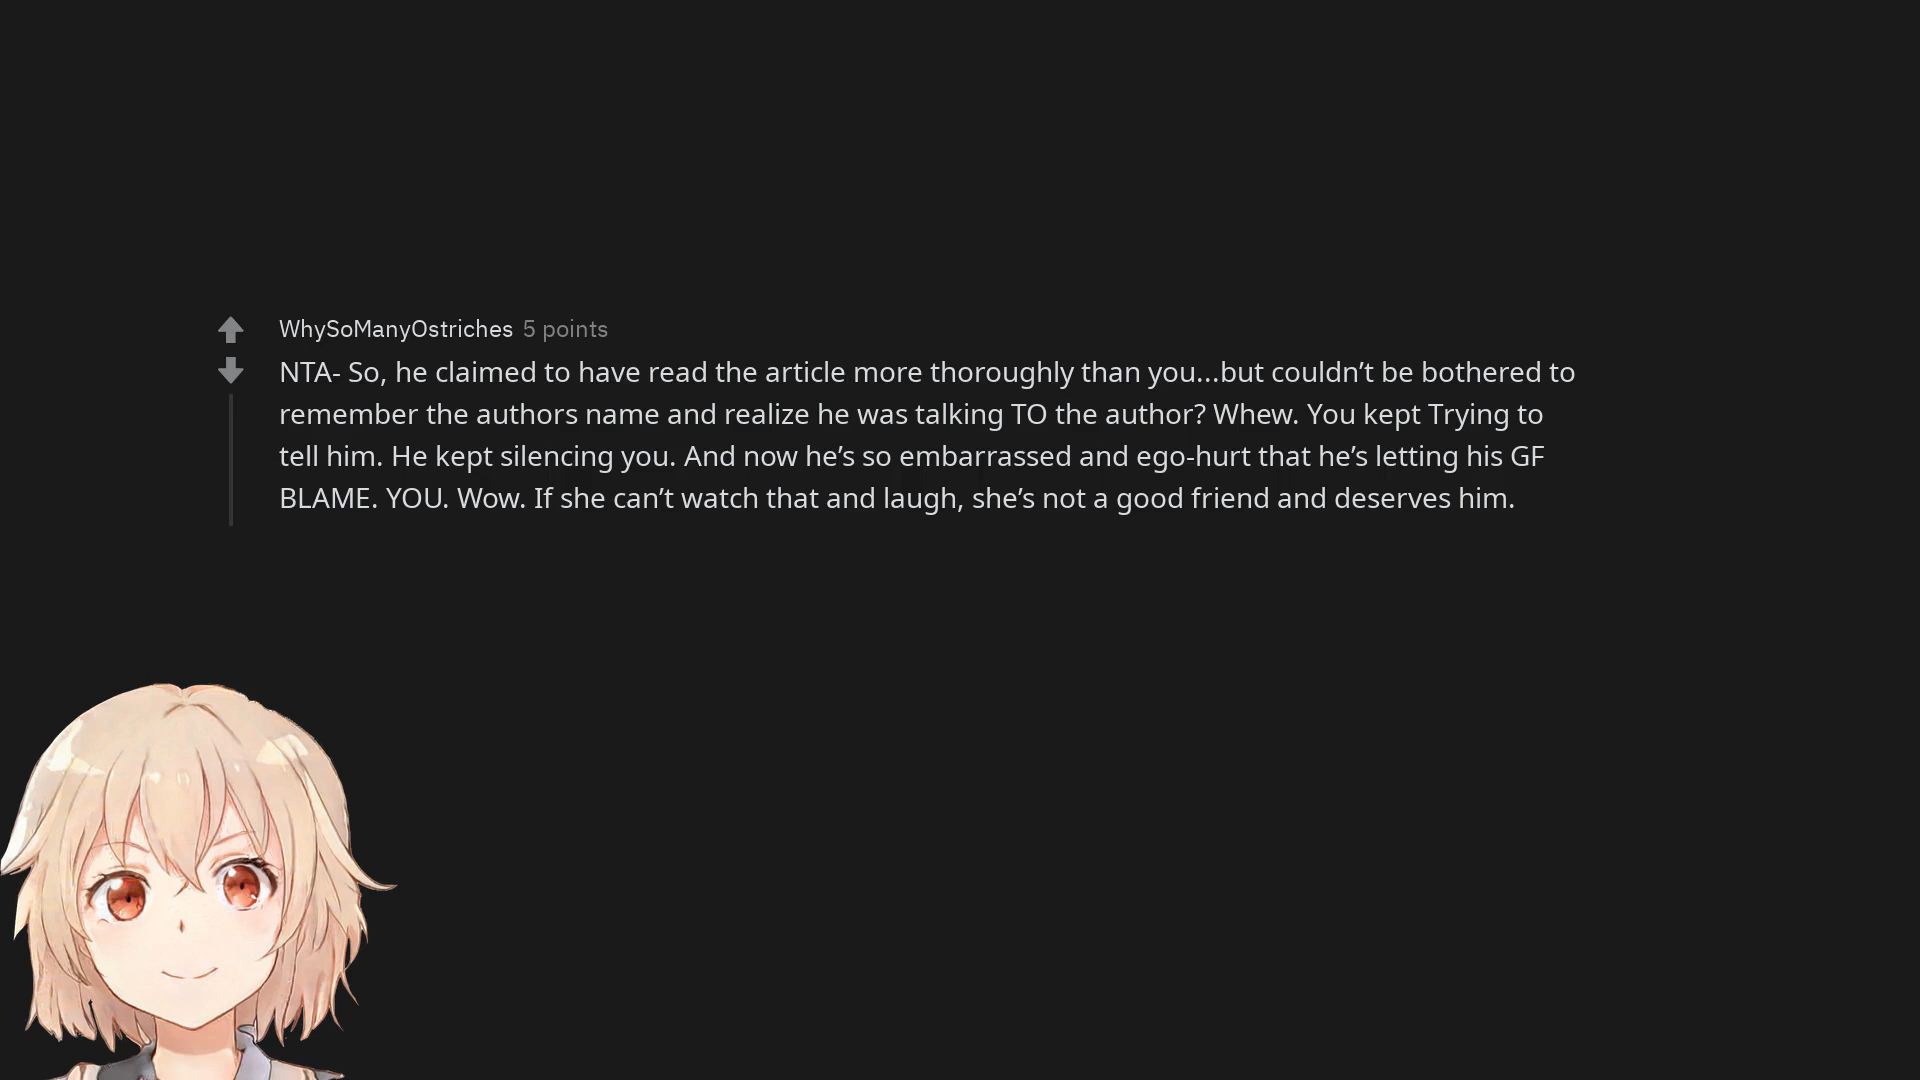 WhySoManyOstriches 5 points
NTA- So, he claimed to have read the article more thoroughly than you...but couldn’t be bothered to
remember the authors name and realize he was talking TO the author? Whew. You kept Trying to
tell him. He kept silencing you. And now he’s so embarrassed and ego-hurt that he’s letting his GF
BLAME. YOU. Wow. If she can’t watch that and laugh, she’s not a good friend and deserves him.